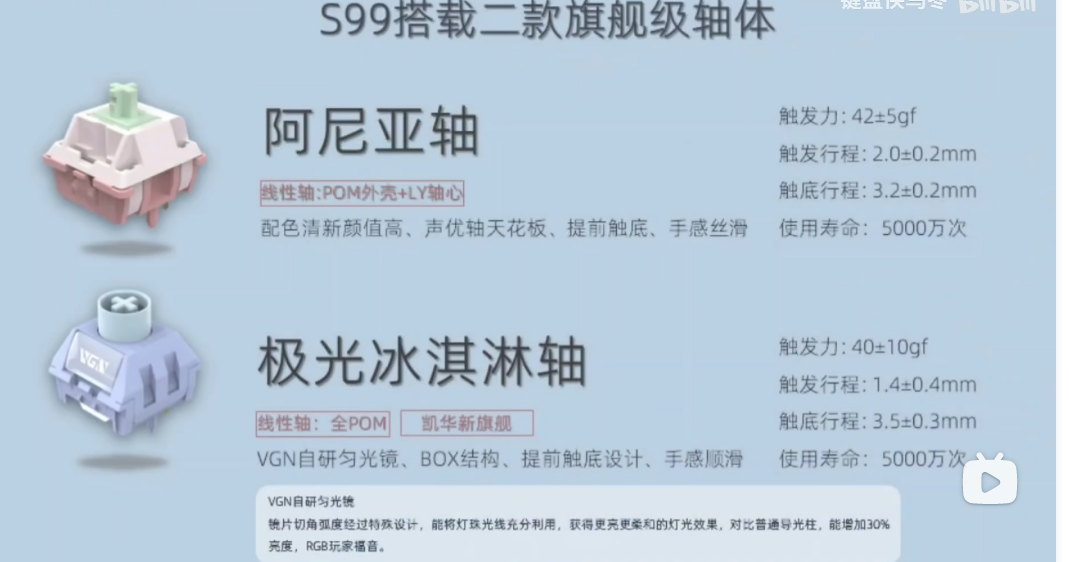 键盘侠与冬 bilibili
S99搭载二款旗舰级轴体
阿尼亚轴
线性轴:POM外壳+LY轴心
配色清新颜值高、声优轴天花板、提前触底、手感丝滑
触发力: 42±5gf
触发行程: 2.0±0.2mm
触底行程: 3.2±0.2mm
使用寿命：5000万次
VGN
极光冰淇淋轴
线性轴：全POM 凯华新旗舰
VGN自研匀光镜、BOX结构、提前触底设计、手感顺滑
触发力: 40±10gf
触发行程: 1.4±0.4mm
触底行程: 3.5±0.3mm
使用寿命：5000万次
VGN自研匀光镜
镜片切角弧度经过特殊设计，能将灯珠光线充分利用，获得更亮更柔和的灯光效果，对比普通导光柱，能增加30%
亮度，RGB玩家福音。